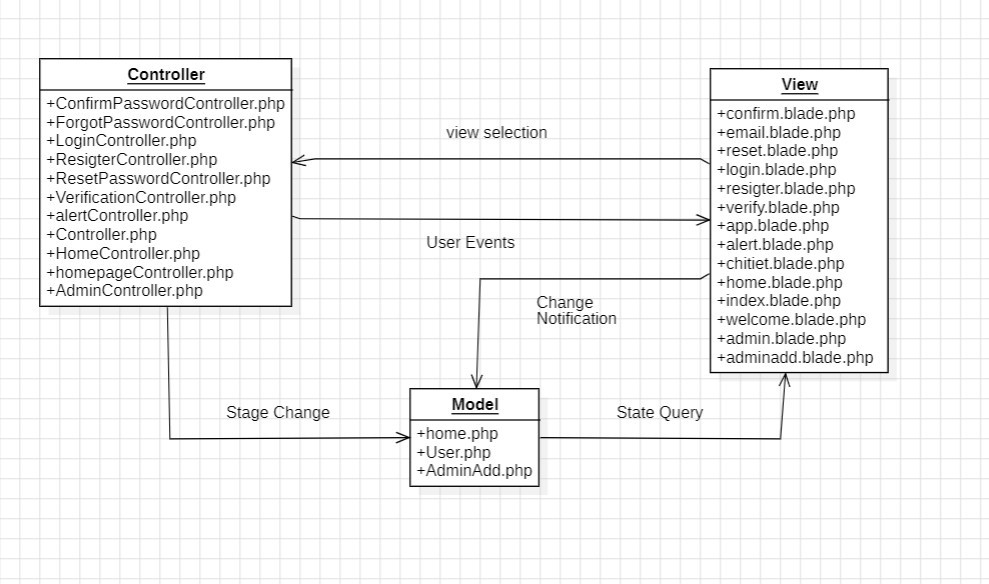 Controller
+ConfirmPasswordController.php
+ForgotPasswordController.php
+LoginController.php
+ResigterController.php
+ResetPasswordController.php
+VerificationController.php
+alertController.php
+Controller.php
+HomeController.php
+homepageController.php
+AdminController.php
view selection
User Events
View
+confirm.blade.php
+email.blade.php
+reset.blade.php
+login.blade.php
+resigter.blade.php
+verify.blade.php
+app.blade.php
+alert.blade.php
+chitiet.blade.php
+home.blade.php
+index.blade.php
+welcome.blade.php
+admin.blade.php
+adminadd.blade.php
Change
Notification
Stage Change
Model
+home.php
+User.php
+AdminAdd.php
State Query